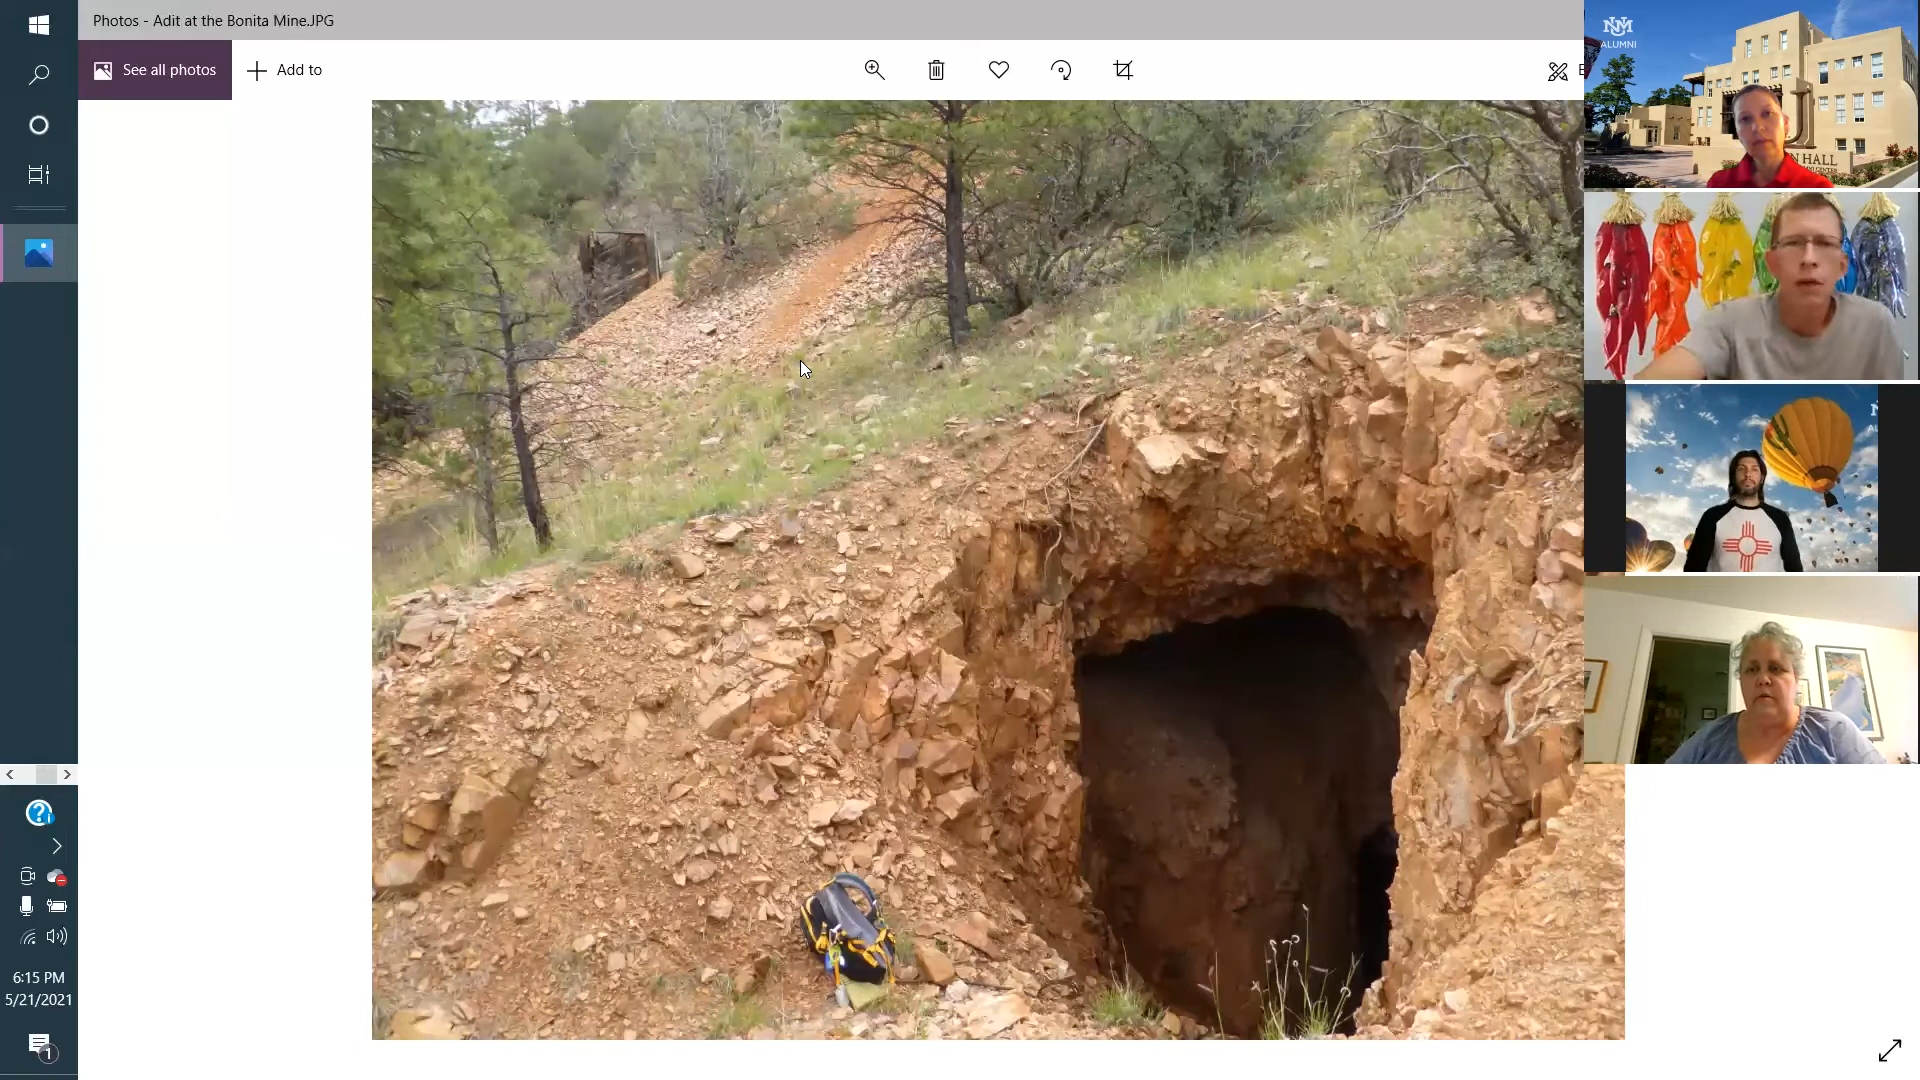 Photos - Adit at the Bonita Mine.JPG
See all photos
Add to
ALUMNI
N HALL
6:15 PM
5/21/2021
1